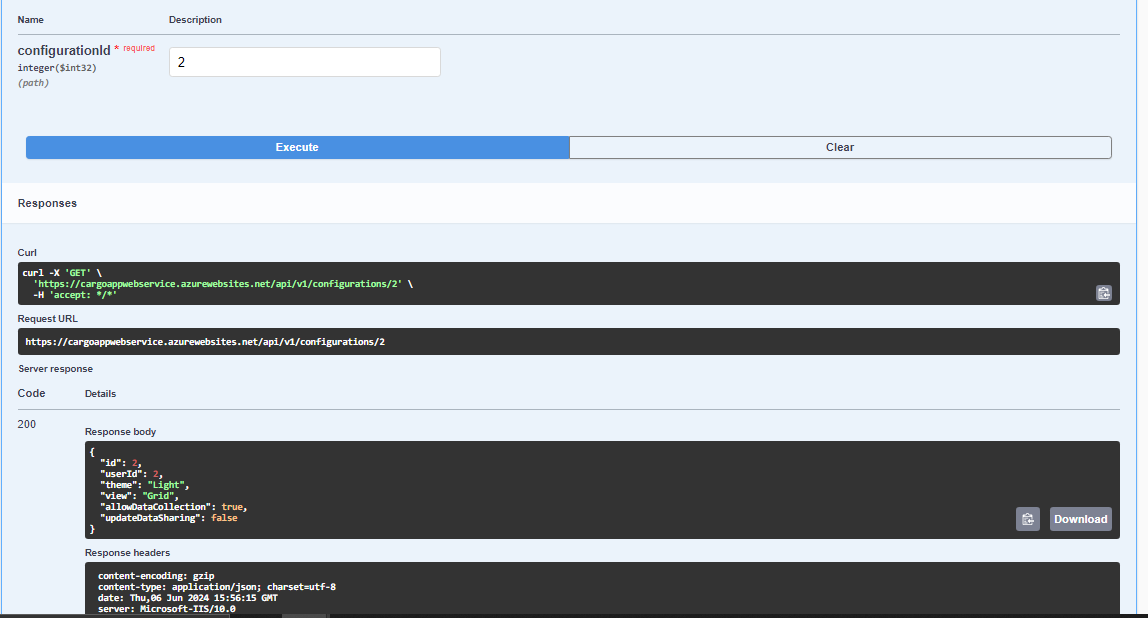 Name Description
configurationId * required
integer($int32)
(path)
2
Execute Clear
Responses
Curl
curl -X 'GET' \
'https://cargoappwebservice.azurewebsites.net/api/v1/configurations/2' \
-H 'accept: */*'
Request URL
https://cargoappwebservice.azurewebsites.net/api/v1/configurations/2
Server response
Code Details
200
Response body
{
"id": 2,
"userId": 2,
"theme": "Light",
"view": "Grid",
"allowDataCollection": true,
"updateDataSharing": false
}
Download
Response headers
content-encoding: gzip
content-type: application/json; charset=utf-8
date: Thu,06 Jun 2024 15:56:15 GMT
server: Microsoft-IIS/10.0